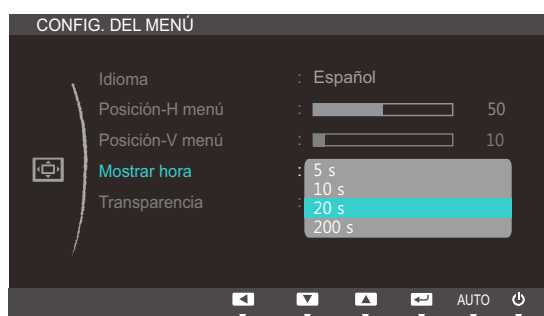 CONFIG. DEL MENÚ
Idioma : Español
Posición-H menú : 50
Posición-V menú : 10
Mostrar hora : 5 s
10 s
Transparencia : 20 s
200 s
AUTO